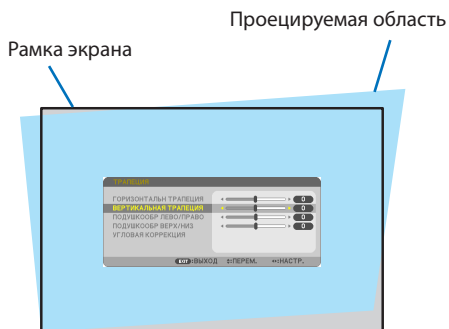 Проецируемая область
Рамка экрана
ТРАПЕЦИЯ
ГОРИЗОНТАЛЬН ТРАПЕЦИЯ 0
ВЕРТИКАЛЬНАЯ ТРАПЕЦИЯ 0
ПОДУШКООБР ЛЕВО/ПРАВО 0
ПОДУШКООБР ВЕРХ/НИЗ 0
УГЛОВАЯ КОРРЕКЦИЯ
EXIT:ВЫХОД ↕:ПЕРЕМ. ↔:НАСТР.